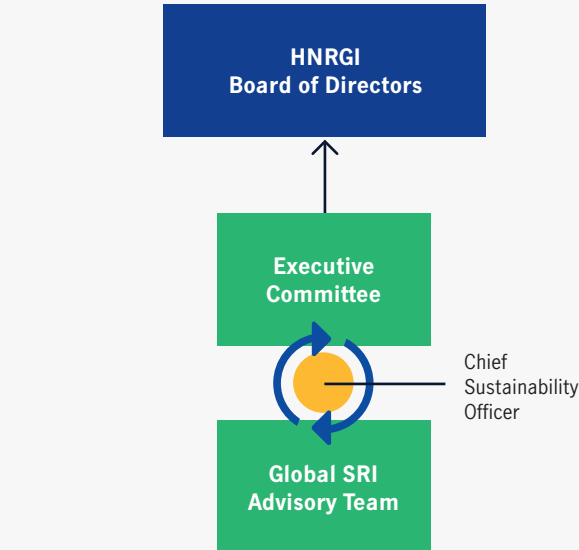 HNRGI
Board of Directors
Executive
Committee
Chief
Sustainability
Officer
Global SRI
Advisory Team